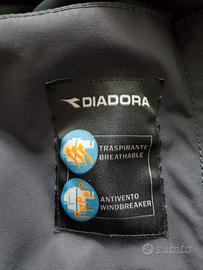 DIADORA
TRASPIRANTE
BREATHABLE
ANTIVENTO
WINDBREAKER
subito